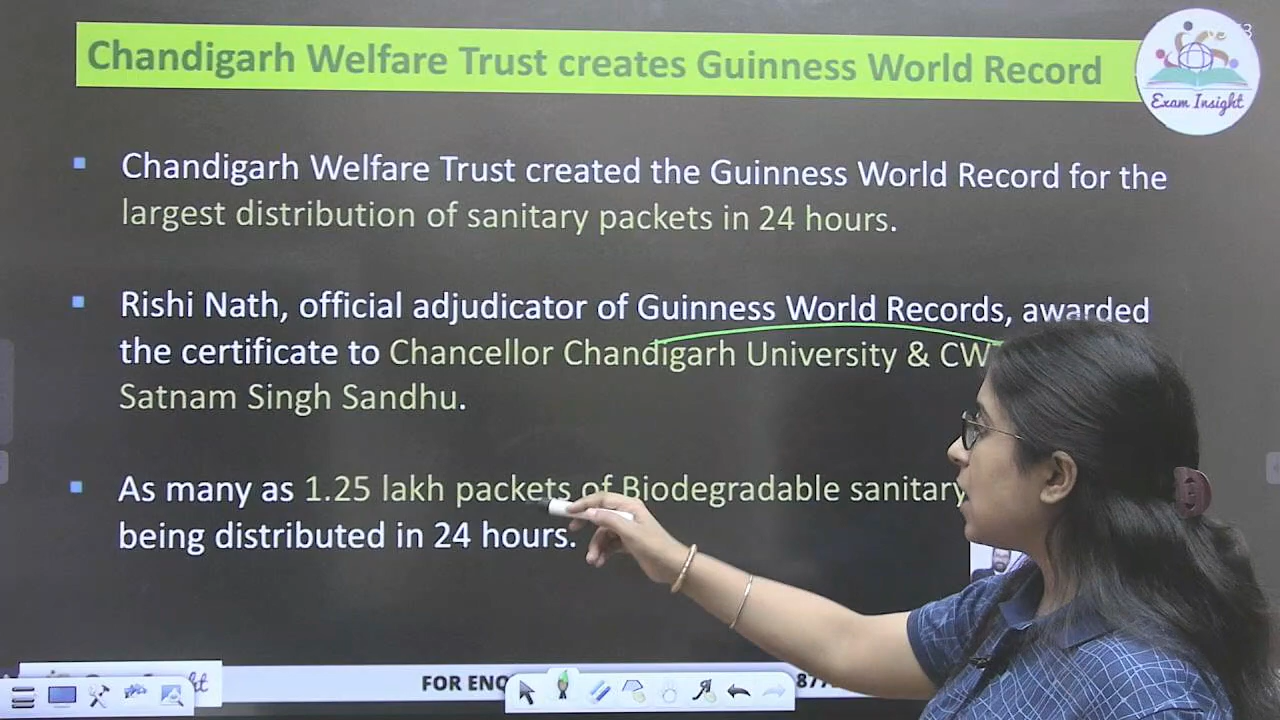 Chandigarh Welfare Trust creates Guinness World Record
Exam Insight
Chandigarh Welfare Trust created the Guinness World Record for the
largest distribution of sanitary packets in 24 hours.
Rishi Nath, official adjudicator of Guinness World Records, awarded
the certificate to Chancellor Chandigarh University & CW
Satnam Singh Sandhu.
As many as 1.25 lakh packets of Biodegradable sanitary
being distributed in 24 hours.
FOR